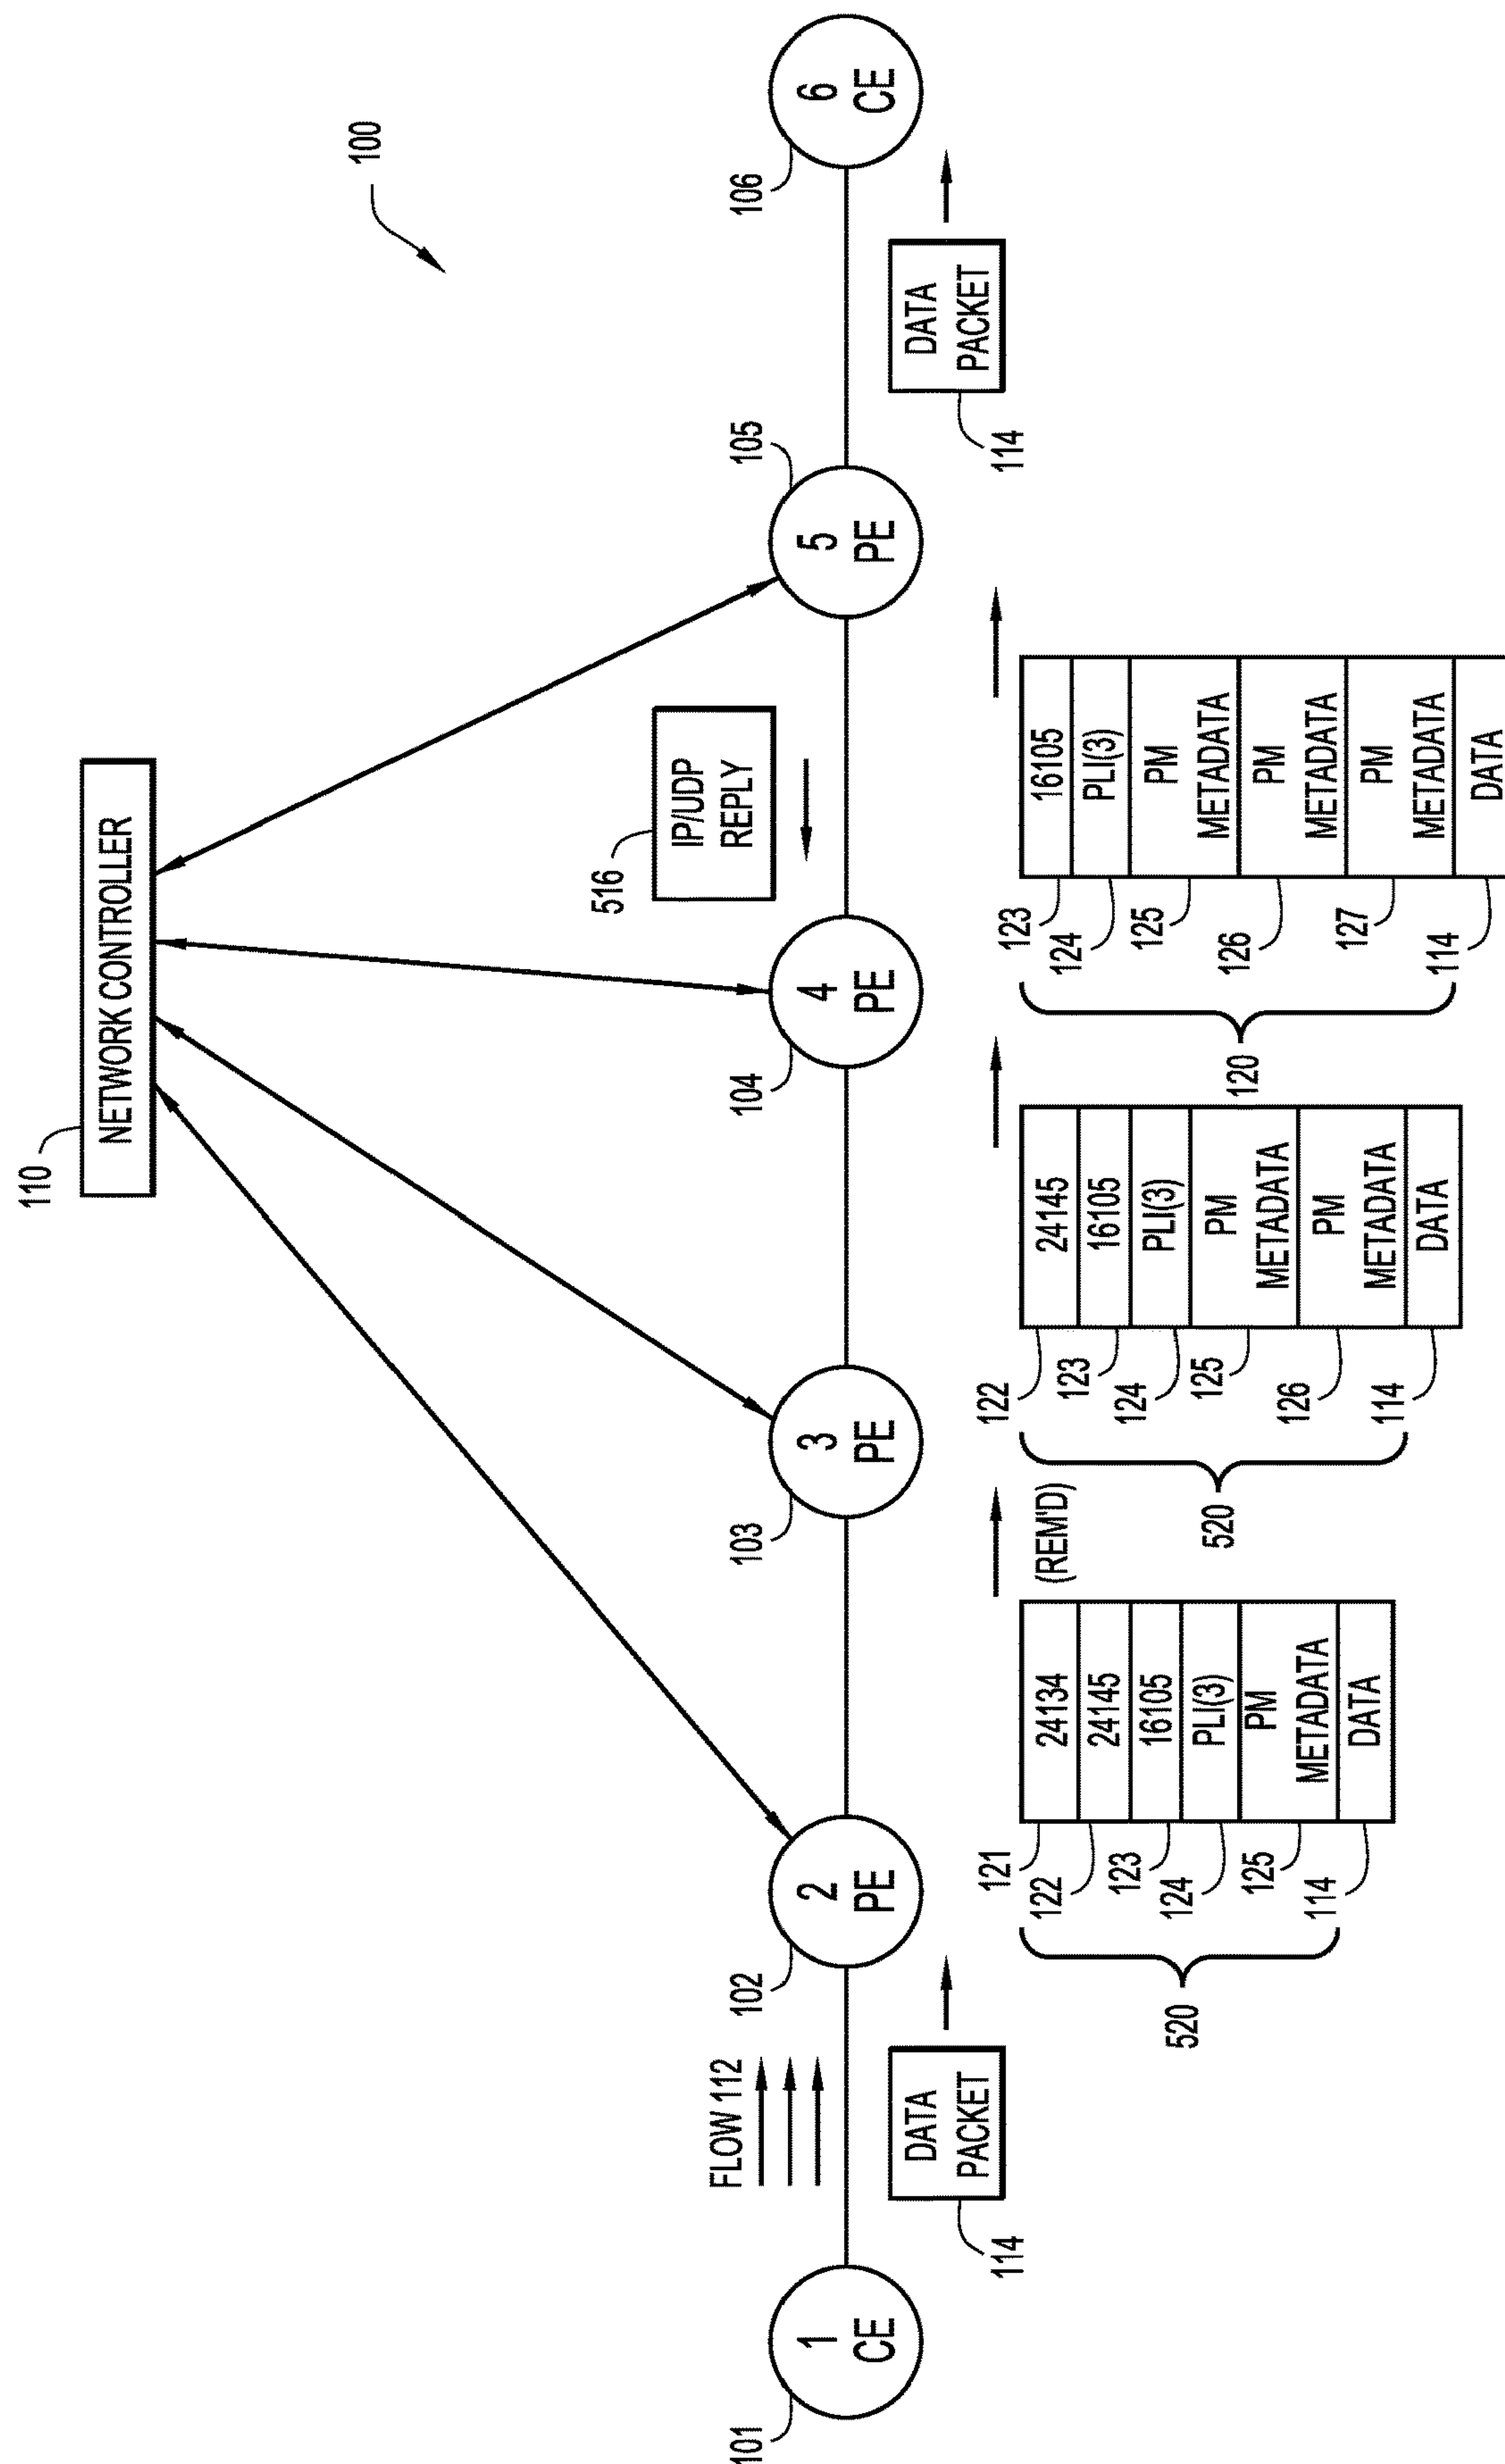 100
110
NETWORK CONTROLLER
FLOW 112
516
IP/UDP
REPLY
101
1
CE
102
2
PE
103
3
PE
104
4
PE
105
5
PE
106
6
CE
114
DATA
PACKET
114
DATA
PACKET
520
121
24134
122
24145
123
16105
124
PLI(3)
125
PM
METADATA
114
DATA
(REM'D)
520
122
24145
123
16105
124
PLI(3)
125
PM
METADATA
126
PM
METADATA
114
DATA
120
123
16105
124
PLI(3)
125
PM
METADATA
126
PM
METADATA
127
PM
METADATA
114
DATA